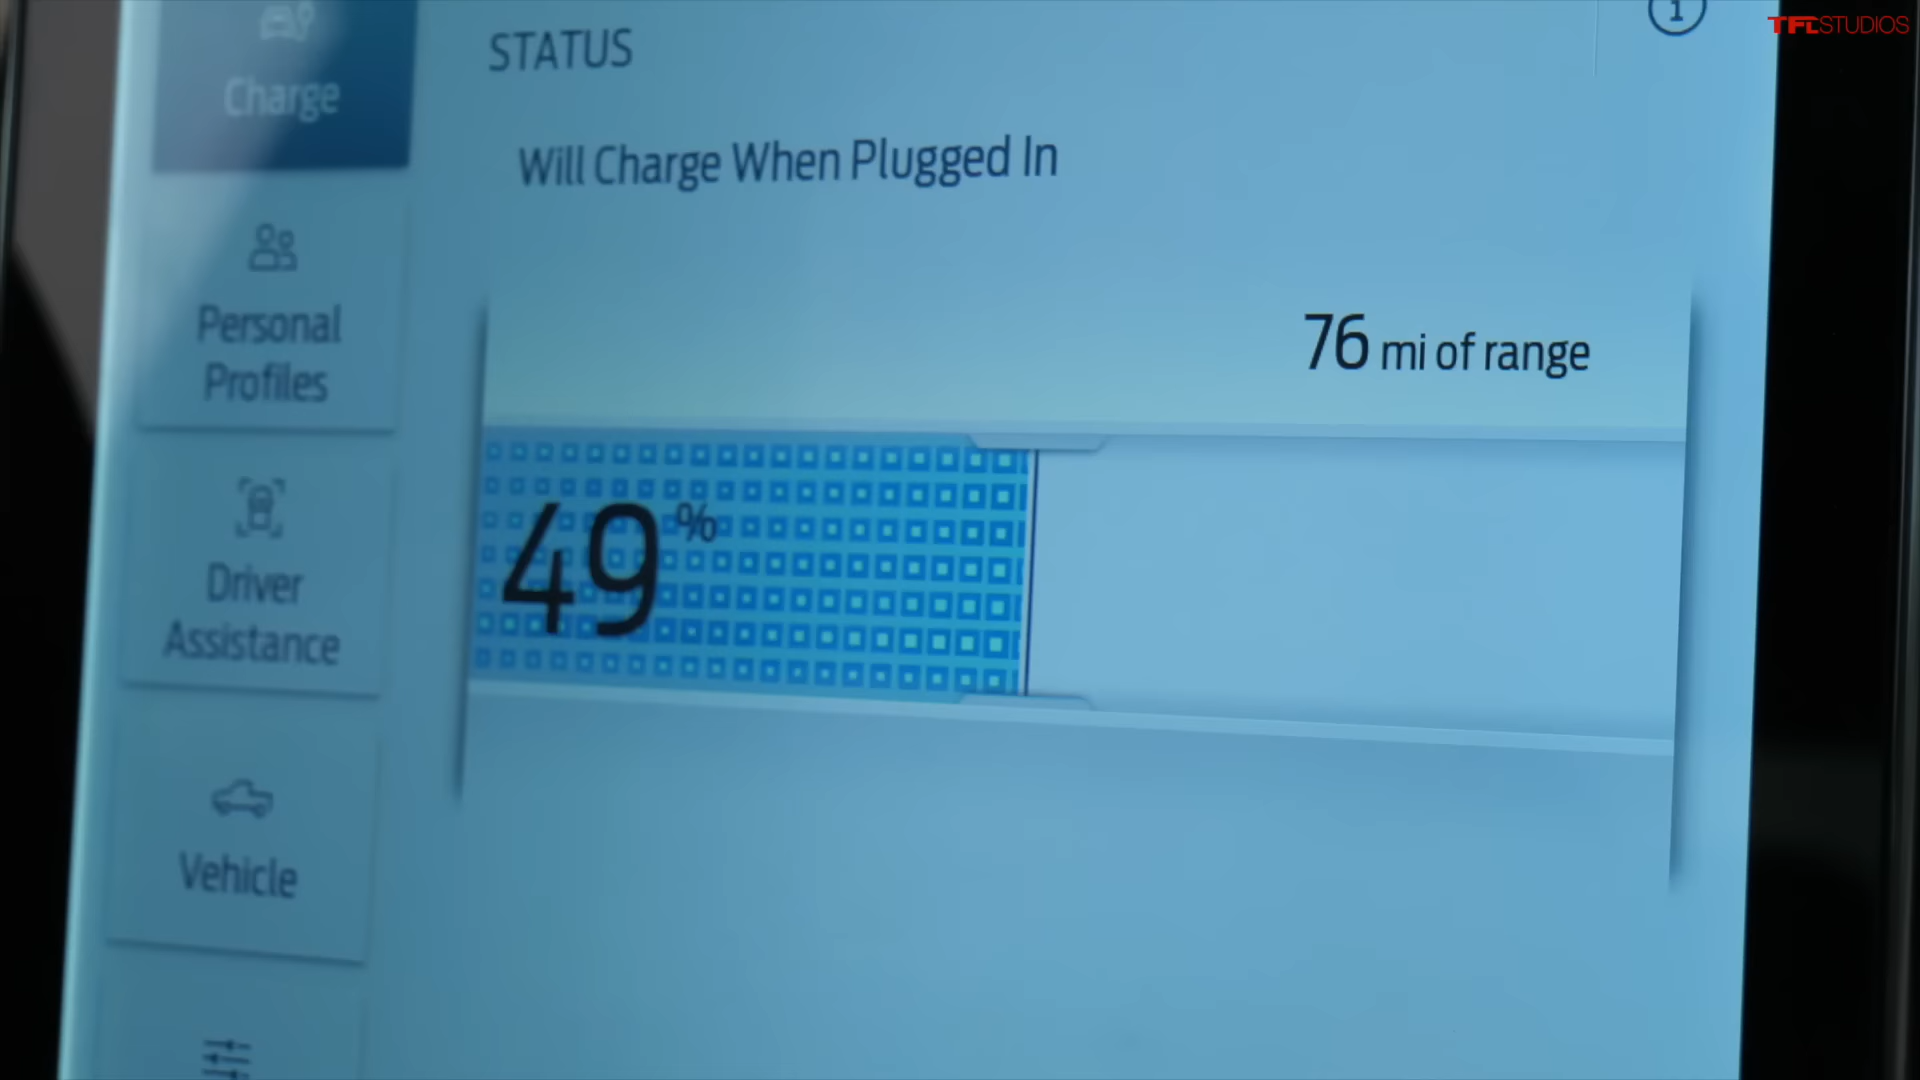 TFLSTUDIOS
STATUS
Will Charge When Plugged In
76 mi of range
49%
Charge
Personal
Profiles
Driver
Assistance
Vehicle